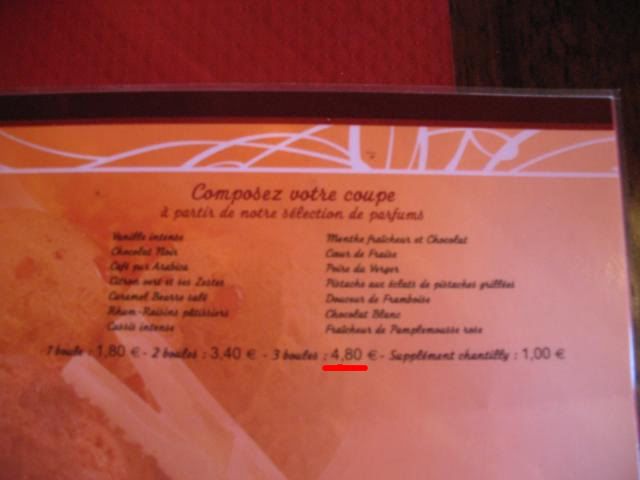 Composez votre coupe
à partir de notre sélection de parfums
Vanille intense
Chocolat Noir
Café pur Arabica
Citron vert et ses Zestes
Caramel Beurre salé
Rhum-Raisins pâtissiers
Cassis intense
Menthe fraîcheur et Chocolat
Cœur de Fraise
Poire du Verger
Pistache aux éclats de pistaches grillées
Douceur de Framboise
Chocolat Blanc
Fraîcheur de Pamplemousse rose
1 boule : 1,80 € - 2 boules : 3,40 € - 3 boules : 4,80 € - Supplément chantilly : 1,00 €